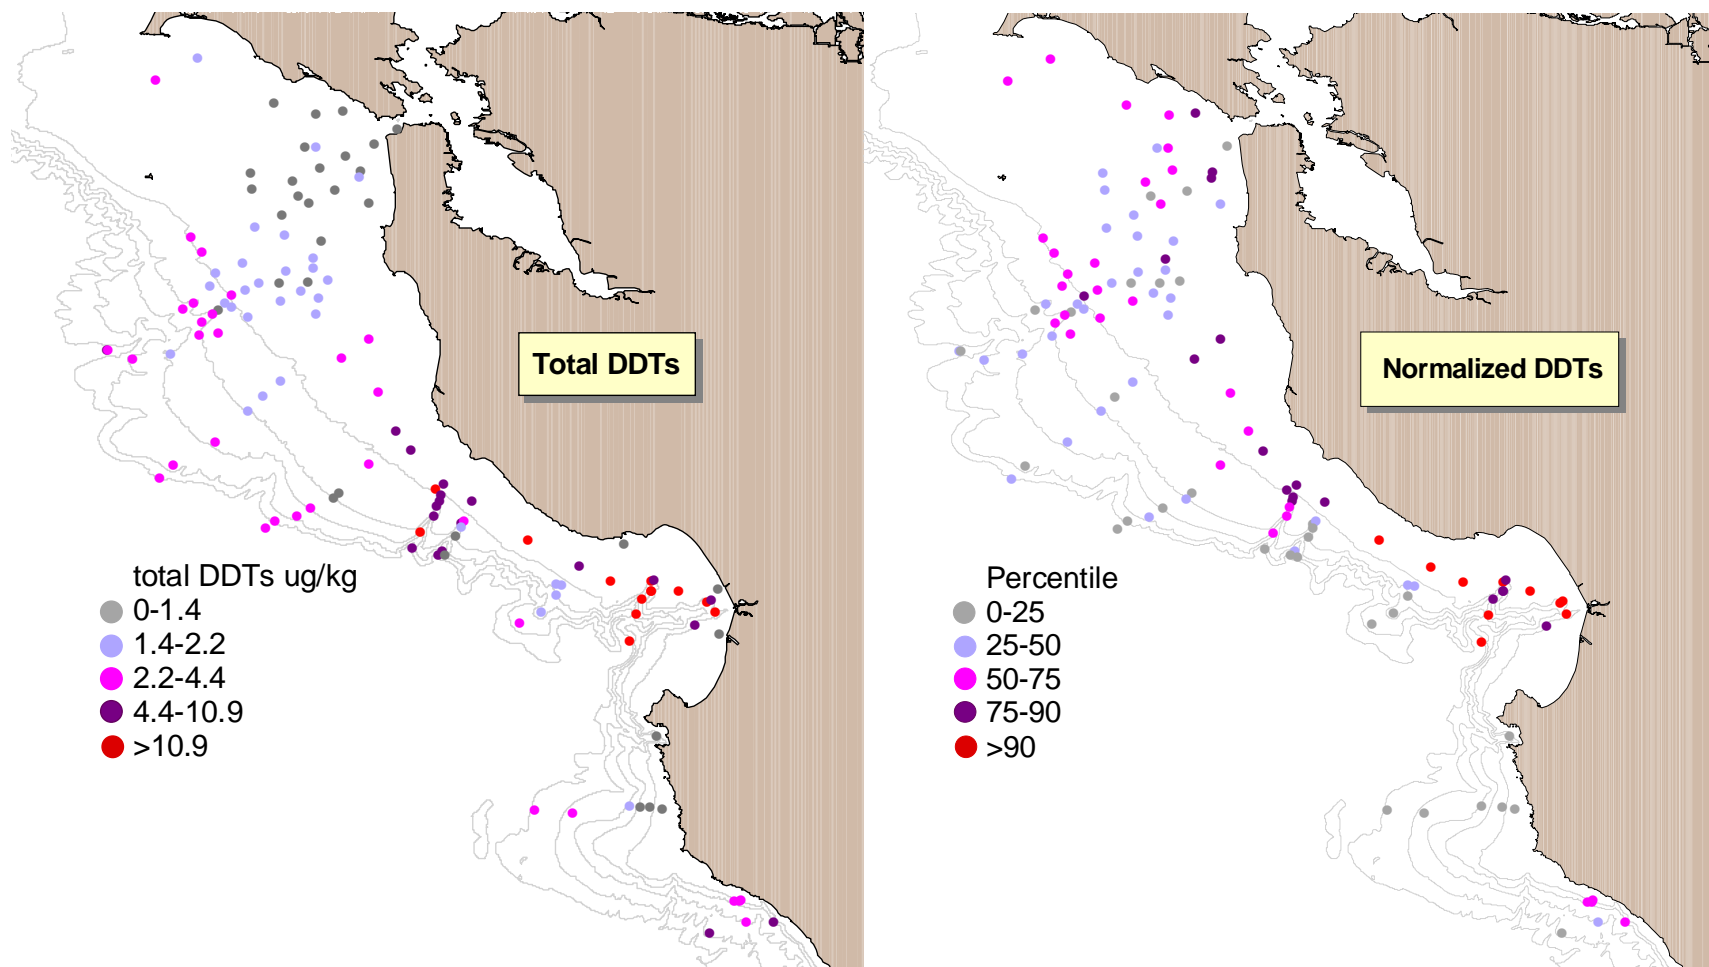 Total DDTs
total DDTs ug/kg
0-1.4
1.4-2.2
2.2-4.4
4.4-10.9
>10.9
Normalized DDTs
Percentile
0-25
25-50
50-75
75-90
>90